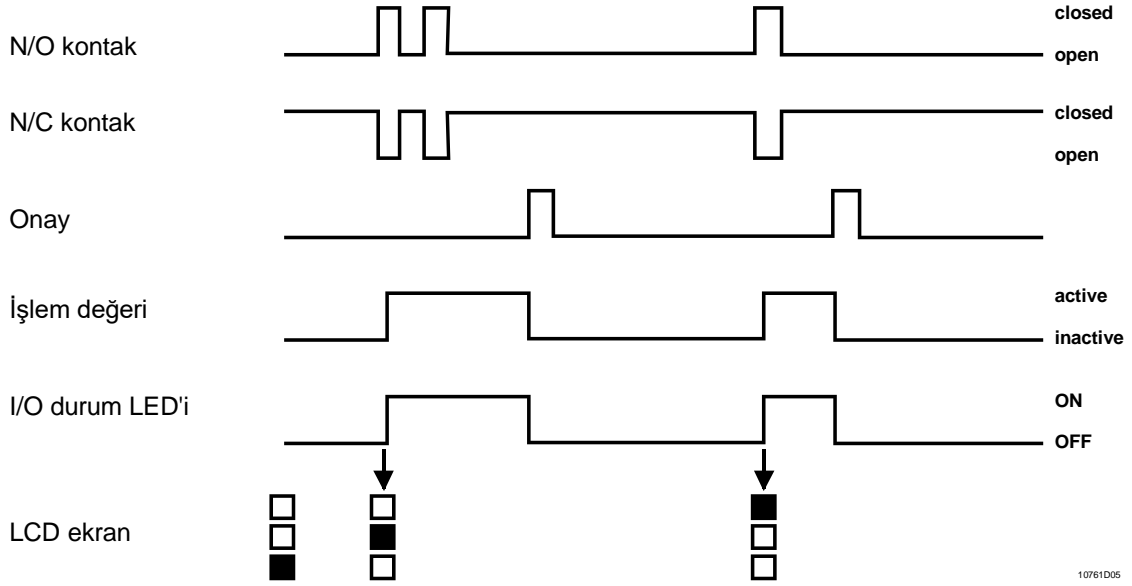 closed
N/O kontak
open
closed
N/C kontak
open
Onay
active
İşlem değeri
inactive
ON
I/O durum LED'i
OFF
LCD ekran
10761D05